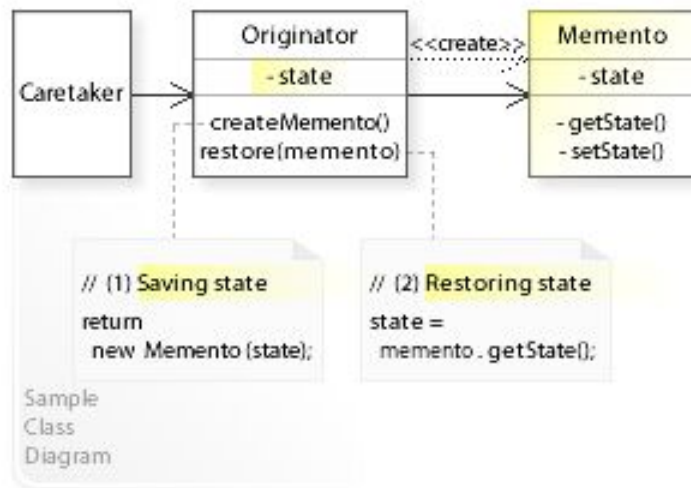 Caretaker
Originator
- state
createMemento()
restore(memento)
<<create>>
Memento
- state
- getState()
- setState()
// (1) Saving state
return
new Memento (state);
// (2) Restoring state
state =
memento . getState();
Sample
Class
Diagram